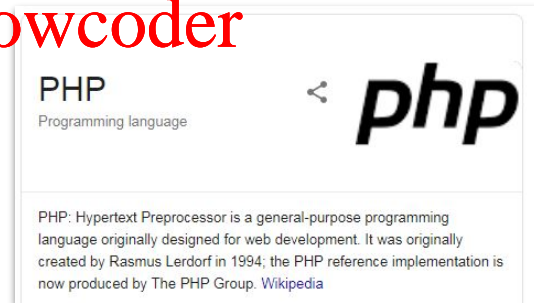 owcoder
PHP
php
Programming language
PHP: Hypertext Preprocessor is a general-purpose programming
language originally designed for web development. It was originally
created by Rasmus Lerdorf in 1994; the PHP reference implementation is
now produced by The PHP Group. Wikipedia